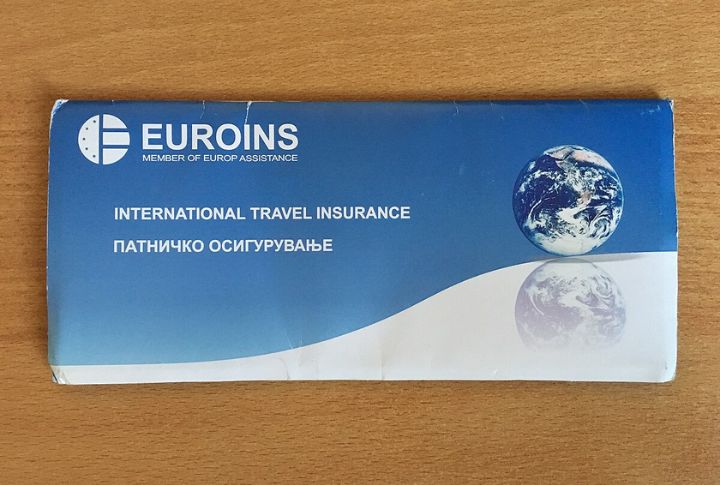 EUROINS
MEMBER OF EUROP ASSISTANCE
INTERNATIONAL TRAVEL INSURANCE
ПАТНИЧКО ОСИГУРУВАЊЕ